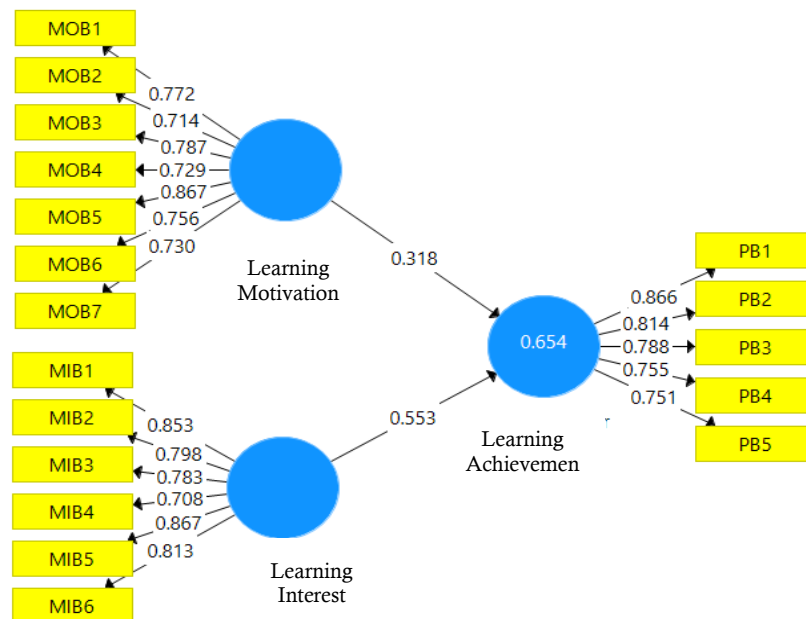 MOB1
MOB2
MOB3
MOB4
MOB5
MOB6
MOB7
0.772
0.714
0.787
0.729
0.867
0.756
0.730
Learning
Motivation
0.318
MIB1
MIB2
MIB3
MIB4
MIB5
MIB6
0.853
0.798
0.783
0.708
0.867
0.813
Learning
Interest
0.553
0.654
Learning
Achievemen
0.866
0.814
0.788
0.755
0.751
PB1
PB2
PB3
PB4
PB5